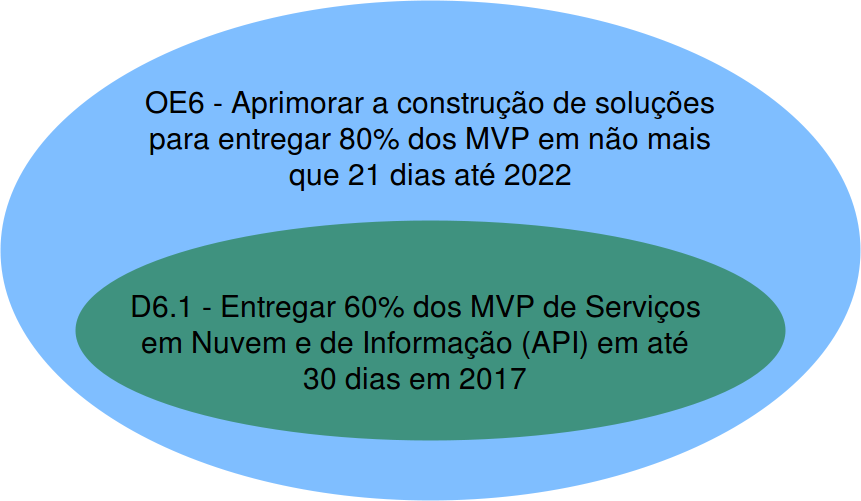 OE6 - Aprimorar a construção de soluções
para entregar 80% dos MVP em não mais
que 21 dias até 2022
D6.1 - Entregar 60% dos MVP de Serviços
em Nuvem e de Informação (API) em até
30 dias em 2017